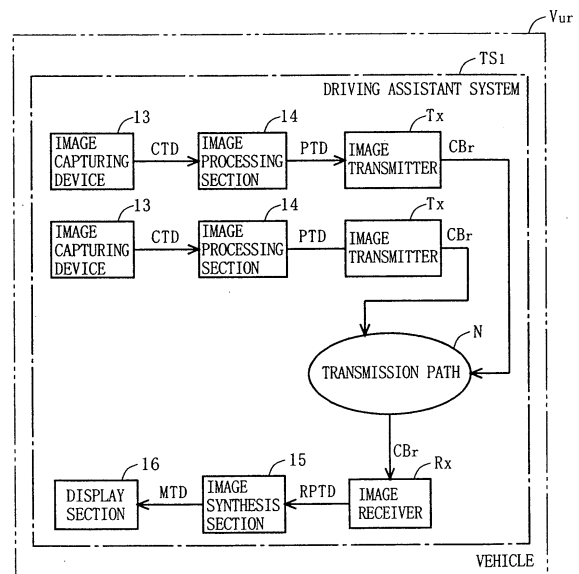 Vur
TS1
DRIVING ASSISTANT SYSTEM
13
14
Tx
IMAGE
CAPTURING
DEVICE
CTD
IMAGE
PROCESSING
SECTION
PTD
IMAGE
TRANSMITTER
CBr
13
14
Tx
IMAGE
CAPTURING
DEVICE
CTD
IMAGE
PROCESSING
SECTION
PTD
IMAGE
TRANSMITTER
CBr
N
TRANSMISSION PATH
CBr
16
15
Rx
DISPLAY
SECTION
MTD
IMAGE
SYNTHESIS
SECTION
RPTD
IMAGE
RECEIVER
VEHICLE